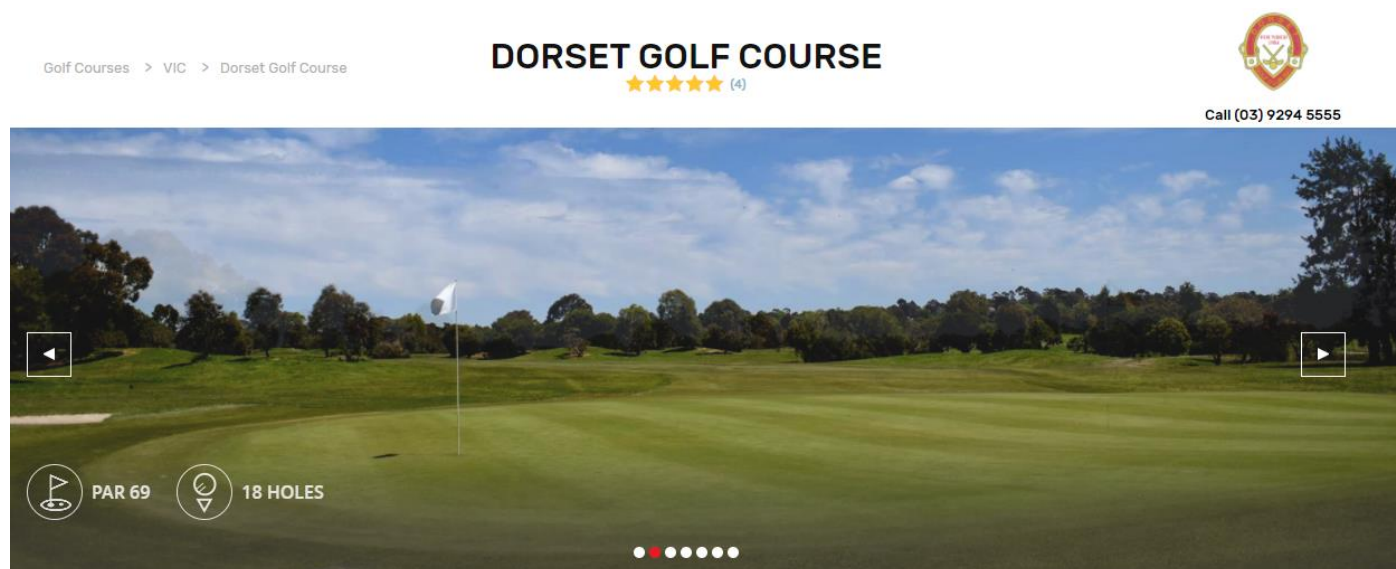 Golf Courses > VIC > Dorset Golf Course
DORSET GOLF COURSE
(4)
Call (03) 9294 5555
PAR 69
18 HOLES